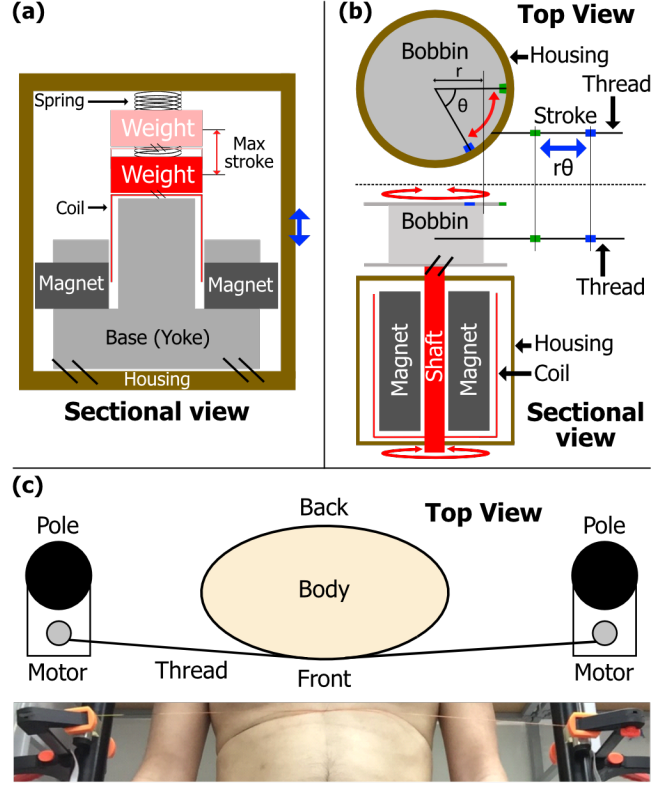 (a)
Spring
Weight
Max
stroke
Weight
Coil
Magnet
Magnet
Base (Yoke)
Housing
Sectional view
(b)
Top View
Bobbin
Housing
r
θ
Thread
Stroke
rθ
Bobbin
Thread
Magnet
Shaft
Magnet
Housing
Coil
Sectional
view
(c)
Top View
Back
Pole
Pole
Body
Motor
Thread
Front
Motor